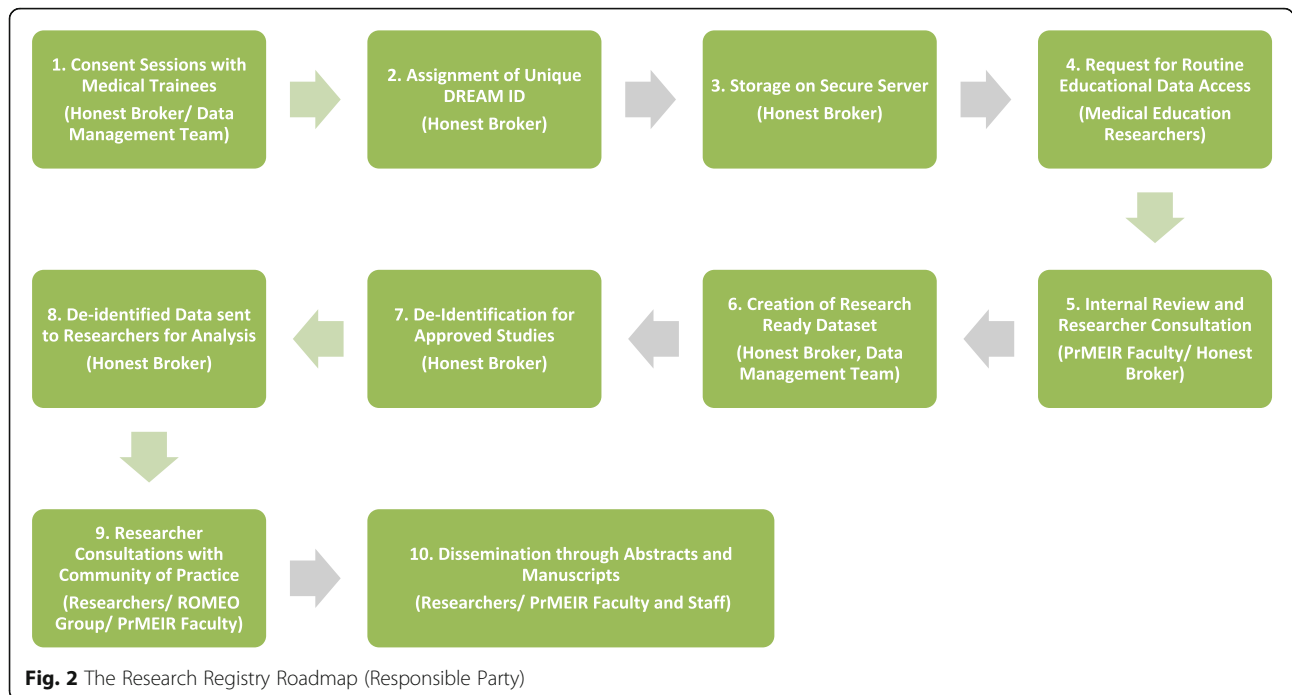 1. Consent Sessions with
Medical Trainees
(Honest Broker/ Data
Management Team)
2. Assignment of Unique
DREAM ID
(Honest Broker)
3. Storage on Secure Server
(Honest Broker)
4. Request for Routine
Educational Data Access
(Medical Education
Researchers)
5. Internal Review and
Researcher Consultation
(PrMEIR Faculty/ Honest
Broker)
6. Creation of Research
Ready Dataset
(Honest Broker, Data
Management Team)
7. De-Identification for
Approved Studies
(Honest Broker)
8. De-identified Data sent
to Researchers for Analysis
(Honest Broker)
9. Researcher
Consultations with
Community of Practice
(Researchers/ ROMEO
Group/ PrMEIR Faculty)
10. Dissemination through Abstracts and
Manuscripts
(Researchers/ PrMEIR Faculty and Staff)
Fig. 2 The Research Registry Roadmap (Responsible Party)